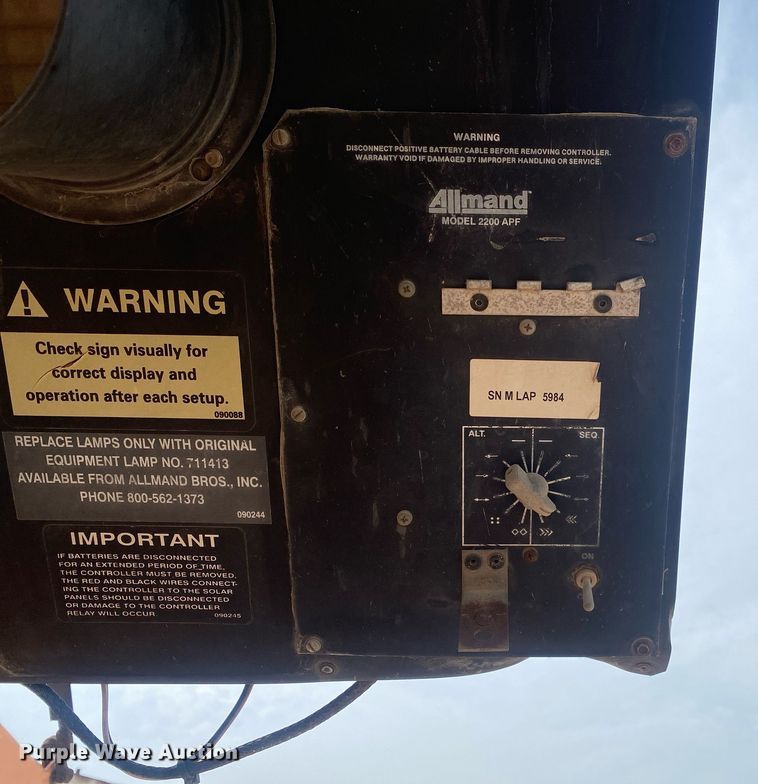 WARNING
DISCONNECT POSITIVE BATTERY CABLE BEFORE REMOVING CONTROLLER.
WARRANTY VOID IF DAMAGED BY IMPROPER HANDLING OR SERVICE.
Allmand
MODEL 2200 APF
WARNING
Check sign visually for
correct display and
operation after each setup.
090088
REPLACE LAMPS ONLY WITH ORIGINAL
EQUIPMENT LAMP NO. 711413
AVAILABLE FROM ALLMAND BROS., INC.
PHONE 800-562-1373
090244
IMPORTANT
IF BATTERIES ARE DISCONNECTED
FOR AN EXTENDED PERIOD OF TIME,
THE CONTROLLER MUST BE REMOVED,
THE RED AND BLACK WIRES CONNECT-
ING THE CONTROLLER TO THE SOLAR
PANELS SHOULD BE DISCONNECTED
OR DAMAGE TO THE CONTROLLER
RELAY WILL OCCUR.
090245
SN M LAP 5984
ALT. SEQ.
ON
Purple Wave Auction